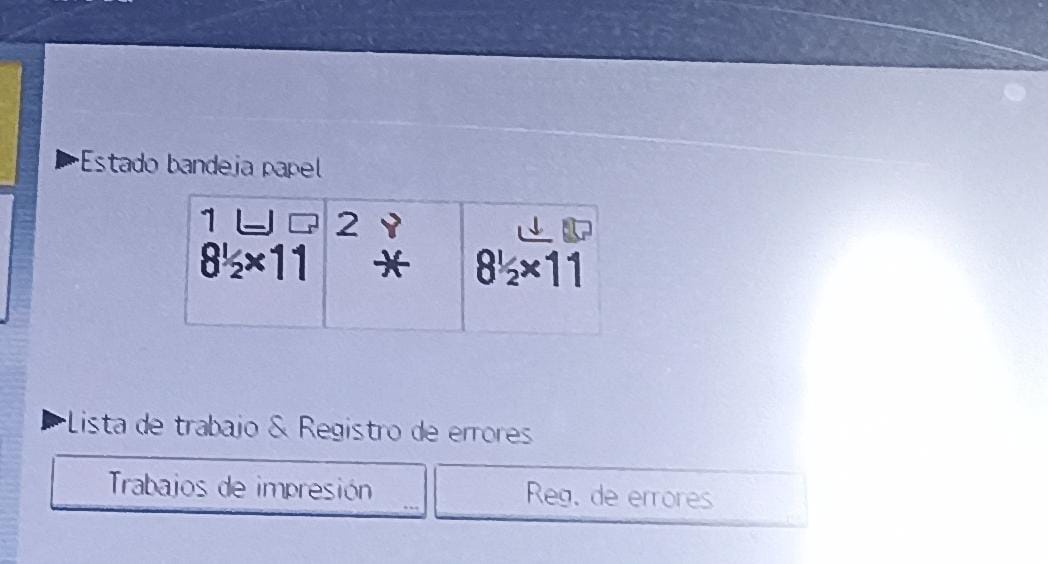 Estado bandeja papel
1 2
8½×11 * 8½×11
Lista de trabajo & Registro de errores
Trabajos de impresión ... Reg. de errores